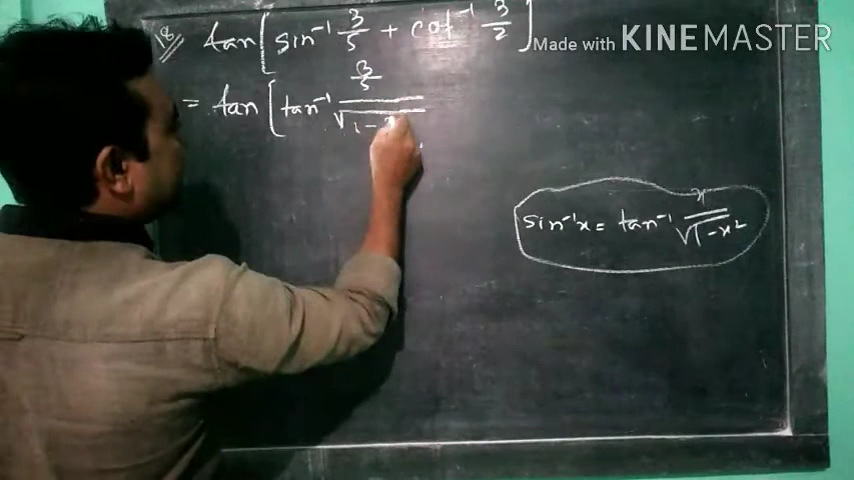 18 tan[sin⁻¹ 3/5 + cot⁻¹ 3/2]
Made with KINEMASTER
= tan[tan⁻¹ (3/5)/√(1-3
sin⁻¹x = tan⁻¹ x/√(1-x²)